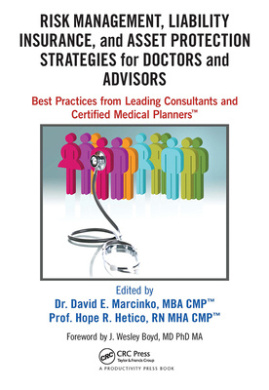 RISK MANAGEMENT, LIABILITY
INSURANCE, and ASSET PROTECTION
STRATEGIES for DOCTORS and
ADVISORS
Best Practices from Leading Consultants and
Certified Medical Planners™
Edited by
Dr. David E. Marcinko, MBA CMP™
Prof. Hope R. Hetico, RN MHA CMP™
Foreword by J. Wesley Boyd, MD PhD MA
CRC Press
Taylor & Francis Group
A PRODUCTIVITY PRESS BOOK